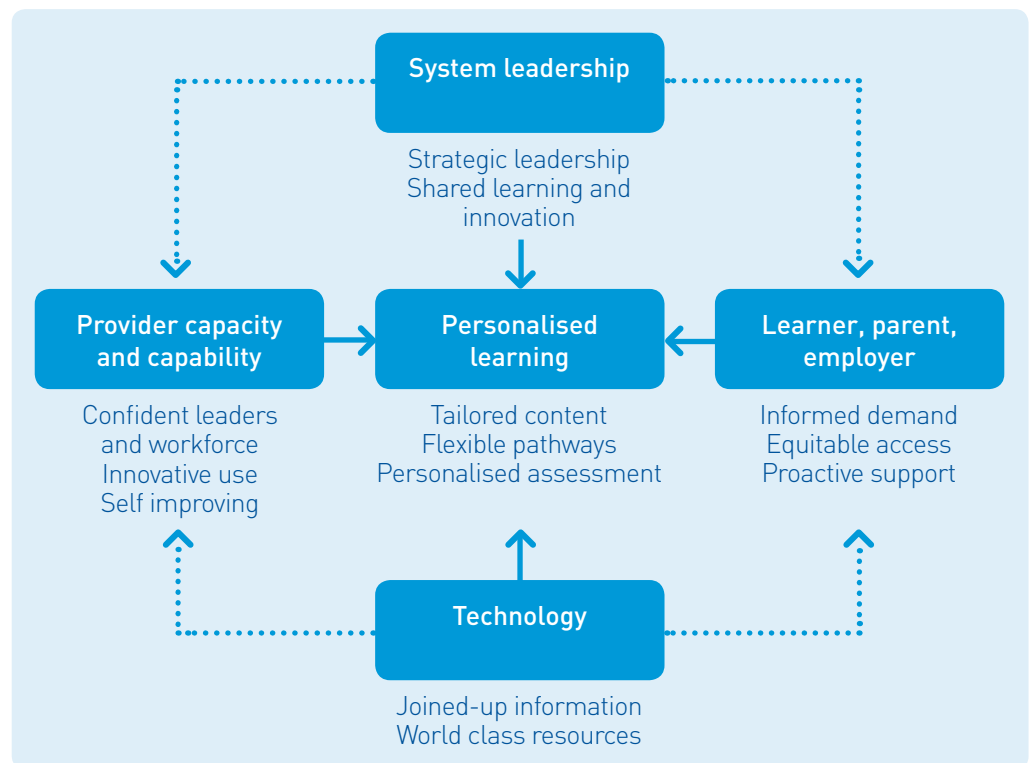 System leadership
Strategic leadership
Shared learning and
innovation
Provider capacity
and capability
Confident leaders
and workforce
Innovative use
Self improving
Personalised
learning
Tailored content
Flexible pathways
Personalised assessment
Learner, parent,
employer
Informed demand
Equitable access
Proactive support
Technology
Joined-up information
World class resources